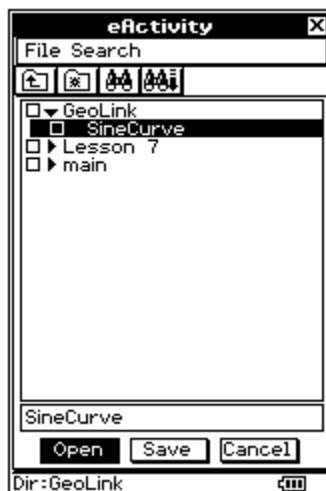 eActivity
File Search
GeoLink
SineCurve
Lesson 7
main
SineCurve
Open Save Cancel
Dir:GeoLink